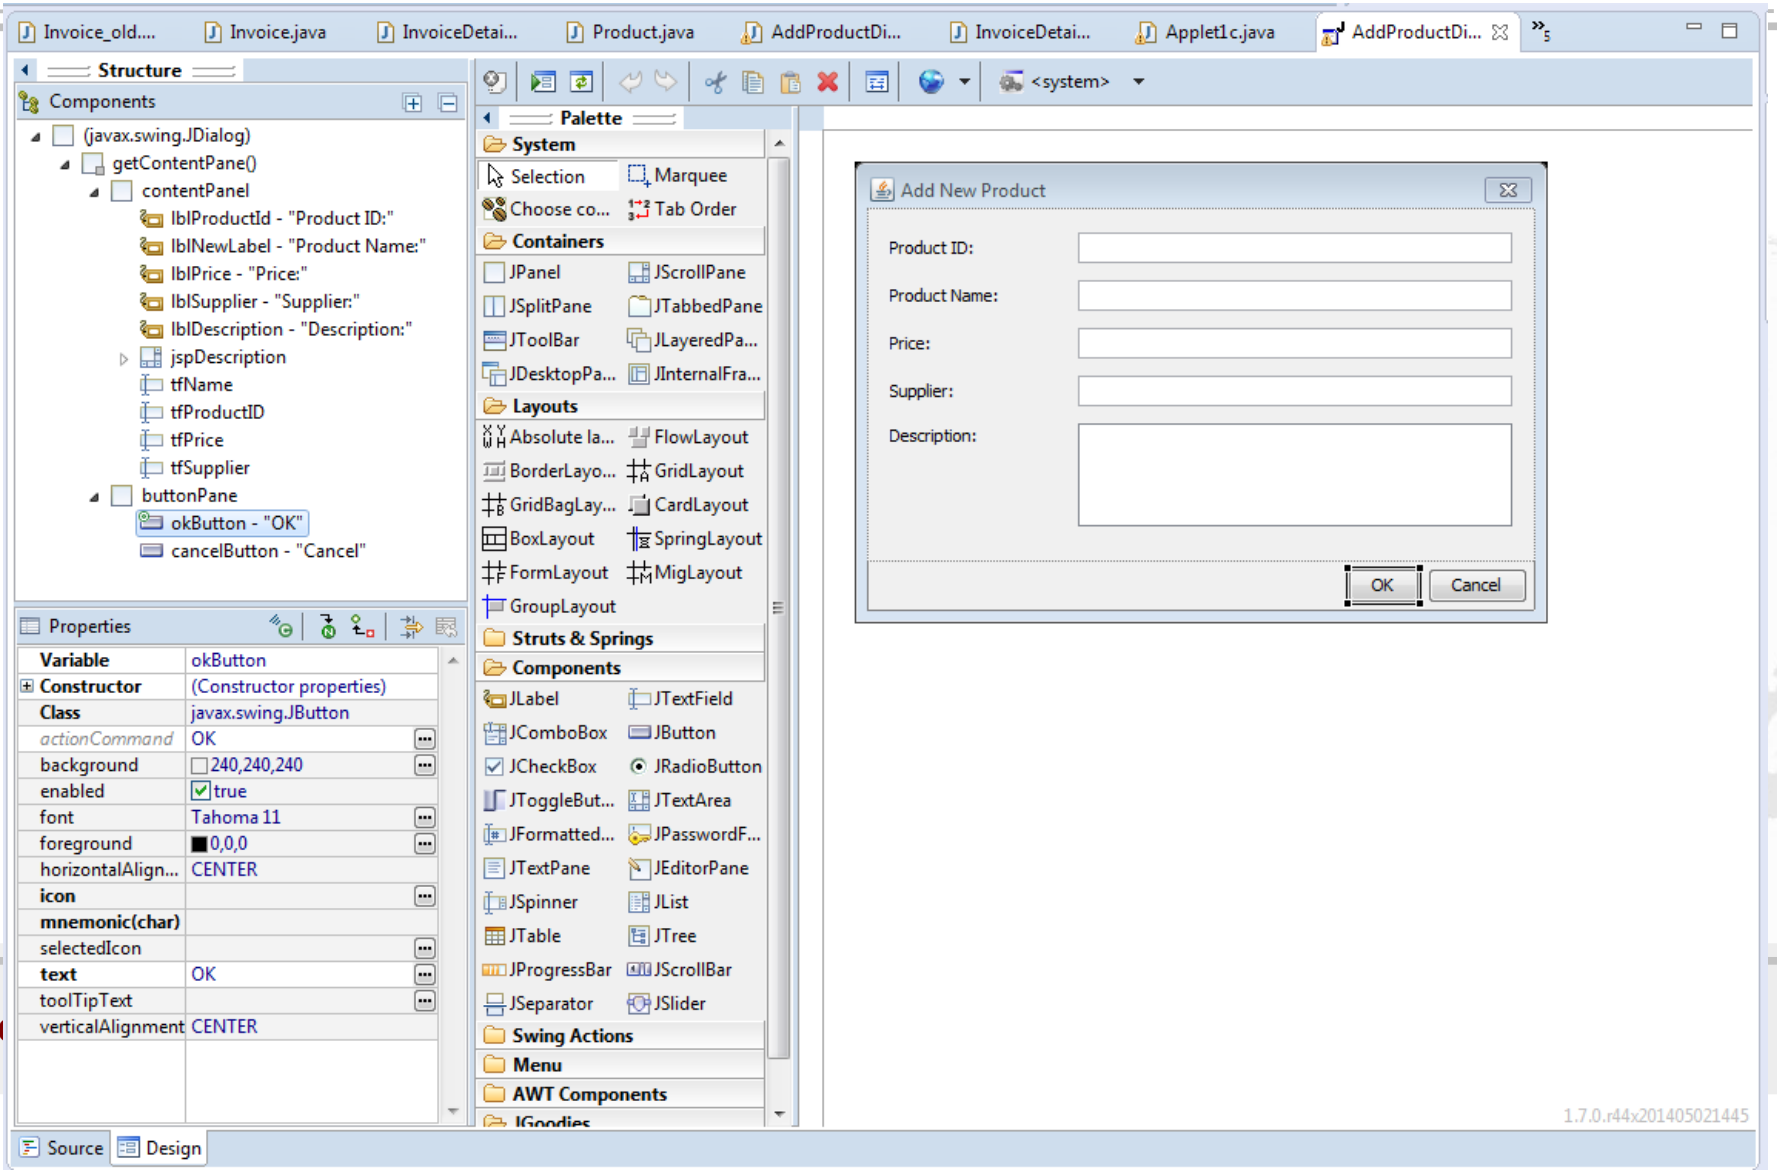 Invoice_old....
Invoice.java
InvoiceDetai...
Product.java
AddProductDi...
InvoiceDetai...
Applet1c.java
AddProductDi...
»5
Structure
Components
(javax.swing.JDialog)
getContentPane()
contentPanel
lblProductId - "Product ID:"
lblNewLabel - "Product Name:"
lblPrice - "Price:"
lblSupplier - "Supplier:"
lblDescription - "Description:"
jspDescription
tfName
tfProductID
tfPrice
tfSupplier
buttonPane
okButton - "OK"
cancelButton - "Cancel"
Properties
Variable okButton
Constructor (Constructor properties)
Class javax.swing.JButton
actionCommand OK
background 240,240,240
enabled true
font Tahoma 11
foreground 0,0,0
horizontalAlign... CENTER
icon
mnemonic(char)
selectedIcon
text OK
toolTipText
verticalAlignment CENTER
Source Design
<system>
Palette
System
Selection Marquee
Choose co... Tab Order
Containers
JPanel JScrollPane
JSplitPane JTabbedPane
JToolBar JLayeredPa...
JDesktopPa... JInternalFra...
Layouts
Absolute la... FlowLayout
BorderLayo... GridLayout
GridBagLay... CardLayout
BoxLayout SpringLayout
FormLayout MigLayout
GroupLayout
Struts & Springs
Components
JLabel JTextField
JComboBox JButton
JCheckBox JRadioButton
JToggleBut... JTextArea
JFormatted... JPasswordF...
JTextPane JEditorPane
JSpinner JList
JTable JTree
JProgressBar JScrollBar
JSeparator JSlider
Swing Actions
Menu
AWT Components
JGoodies
Add New Product
Product ID:
Product Name:
Price:
Supplier:
Description:
OK Cancel
1.7.0.r44x201405021445